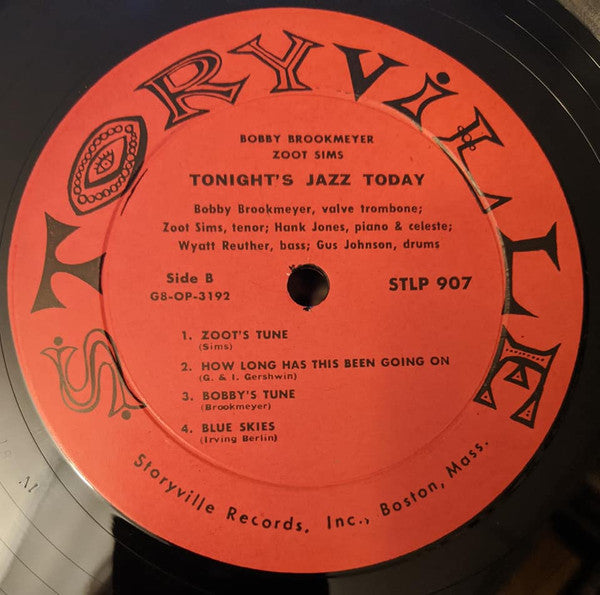 STORYVILLE
BOBBY BROOKMEYER
ZOOT SIMS
TONIGHT'S JAZZ TODAY
Bobby Brookmeyer, valve trombone;
Zoot Sims, tenor; Hank Jones, piano & celeste;
Wyatt Reuther, bass; Gus Johnson, drums
Side B
G8-OP-3192
STLP 907
1. ZOOT'S TUNE
(Sims)
2. HOW LONG HAS THIS BEEN GOING ON
(G. & I. Gershwin)
3. BOBBY'S TUNE
(Brookmeyer)
4. BLUE SKIES
(Irving Berlin)
Storyville Records, Inc., Boston, Mass.